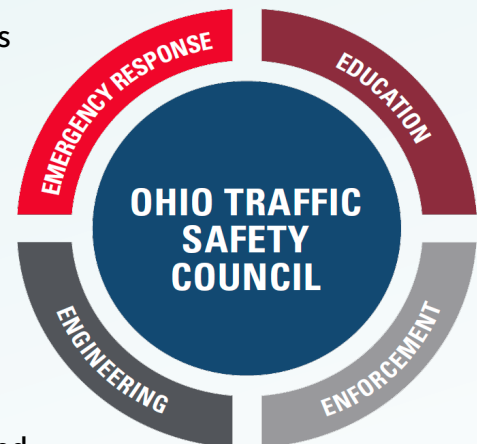 s
EMERGENCY RESPONSE
EDUCATION
OHIO TRAFFIC
SAFETY
COUNCIL
ENGINEERING
ENFORCEMENT